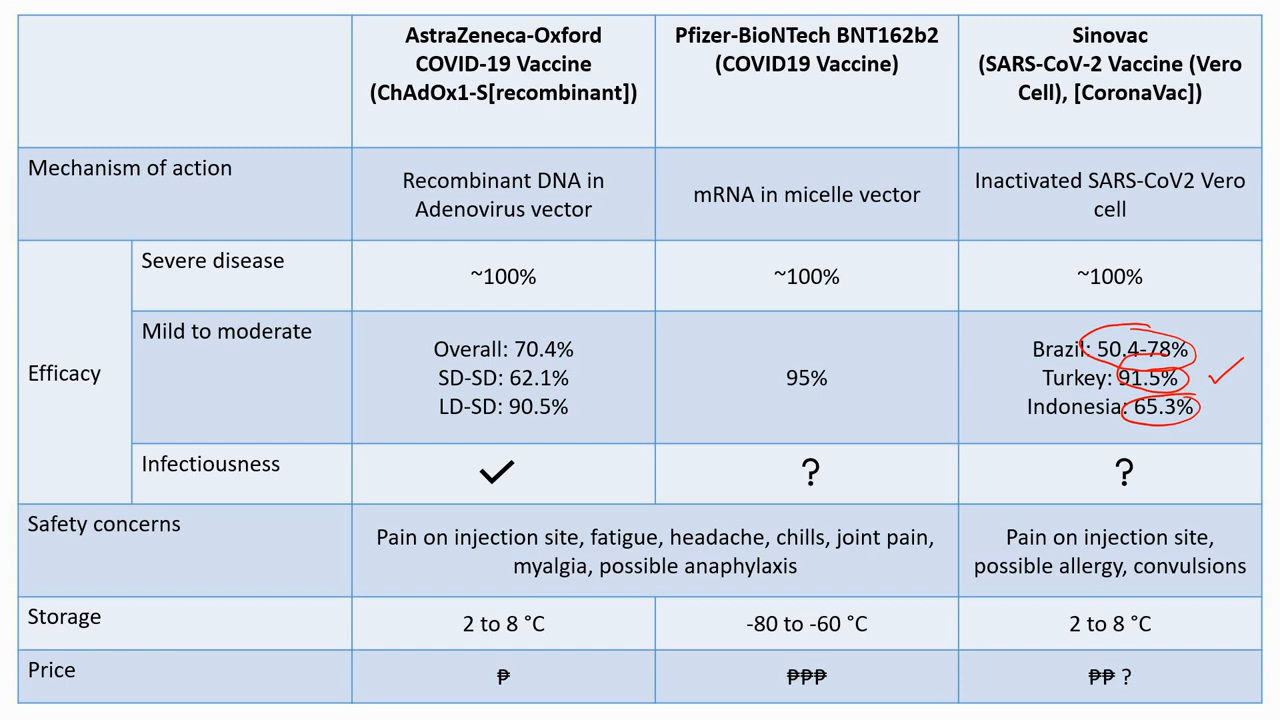 AstraZeneca-Oxford
COVID-19 Vaccine
(ChAdOx1-S[recombinant])
Pfizer-BioNTech BNT162b2
(COVID19 Vaccine)
Sinovac
(SARS-CoV-2 Vaccine (Vero
Cell), [CoronaVac])
Mechanism of action
Recombinant DNA in
Adenovirus vector
mRNA in micelle vector
Inactivated SARS-CoV2 Vero
cell
Efficacy
Severe disease
~100%
~100%
~100%
Mild to moderate
Overall: 70.4%
SD-SD: 62.1%
LD-SD: 90.5%
95%
Brazil: 50.4-78%
Turkey: 91.5%
Indonesia: 65.3%
Infectiousness
✓
?
?
Safety concerns
Pain on injection site, fatigue, headache, chills, joint pain,
myalgia, possible anaphylaxis
Pain on injection site,
possible allergy, convulsions
Storage
2 to 8 °C
-80 to -60 °C
2 to 8 °C
Price
₱
₱₱₱
₱₱ ?